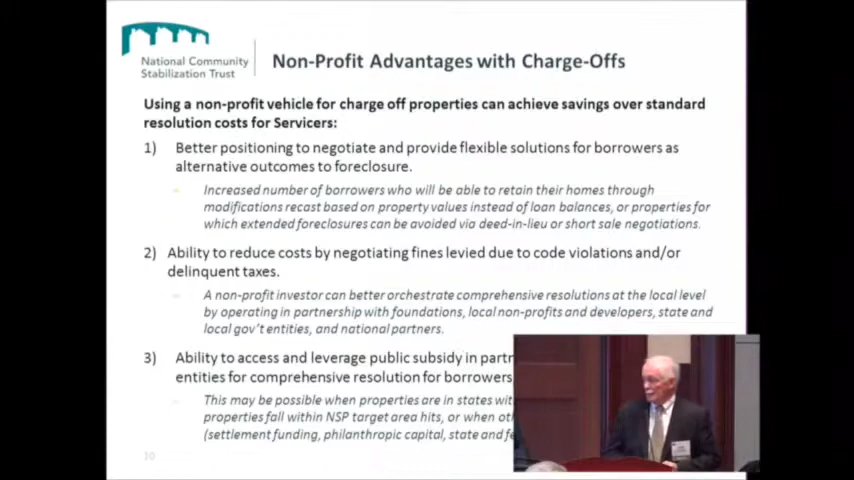 National Community
Stabilization Trust
Non-Profit Advantages with Charge-Offs
Using a non-profit vehicle for charge off properties can achieve savings over standard
resolution costs for Servicers:
1) Better positioning to negotiate and provide flexible solutions for borrowers as
alternative outcomes to foreclosure.
Increased number of borrowers who will be able to retain their homes through
modifications recast based on property values instead of loan balances, or properties for
which extended foreclosures can be avoided via deed-in-lieu or short sale negotiations.
2) Ability to reduce costs by negotiating fines levied due to code violations and/or
delinquent taxes.
– A non-profit investor can better orchestrate comprehensive resolutions at the local level
by operating in partnership with foundations, local non-profits and developers, state and
local gov't entities, and national partners.
3) Ability to access and leverage public subsidy in
entities for comprehensive resolution for borrowers
– This may be possible when properties are in states
properties fall within NSP target area hits, or when
(settlement funding, philanthropic capital, state and
10